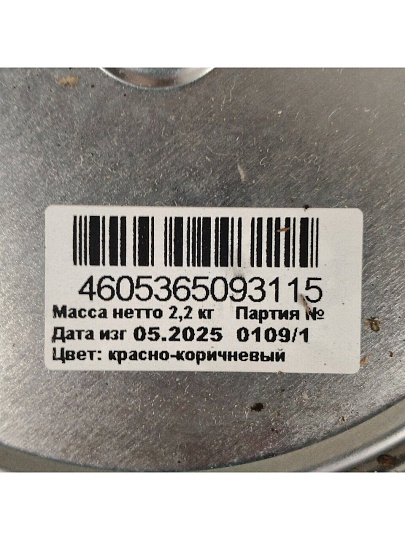 4605365093115
Масса нетто 2,2 кг Партия №
Дата изг 05.2025 0109/1
Цвет: красно-коричневый